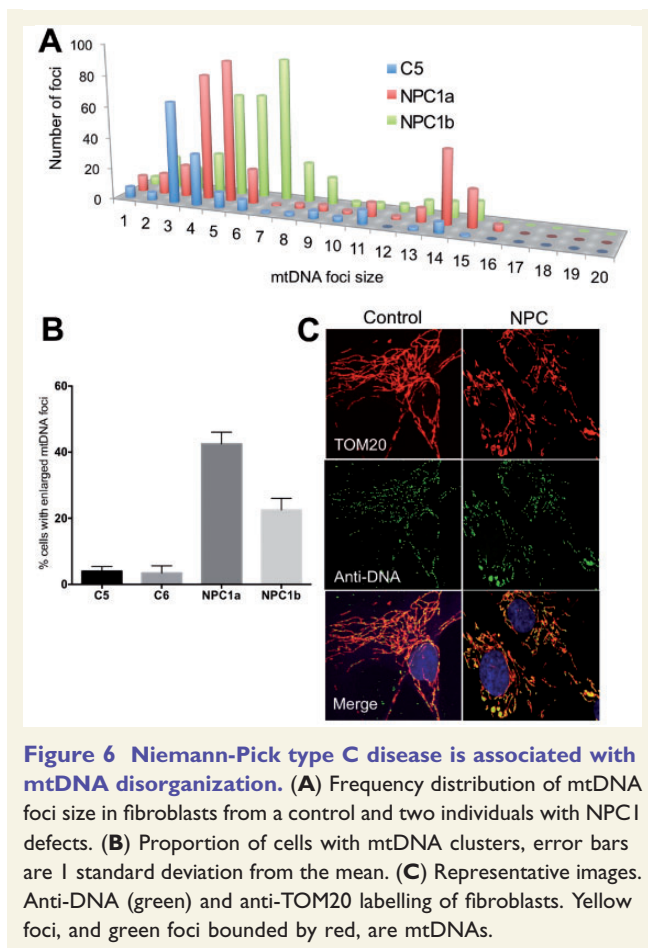 A
100
80
60
40
20
0
Number of foci
C5
NPC1a
NPC1b
1 2 3 4 5 6 7 8 9 10 11 12 13 14 15 16 17 18 19 20
mtDNA foci size
B
% cells with enlarged mtDNA foci
60
40
20
0
C5 C6 NPC1a NPC1b
C
Control NPC
TOM20
Anti-DNA
Merge
Figure 6 Niemann-Pick type C disease is associated with
mtDNA disorganization. (A) Frequency distribution of mtDNA
foci size in fibroblasts from a control and two individuals with NPC1
defects. (B) Proportion of cells with mtDNA clusters, error bars
are 1 standard deviation from the mean. (C) Representative images.
Anti-DNA (green) and anti-TOM20 labelling of fibroblasts. Yellow
foci, and green foci bounded by red, are mtDNAs.